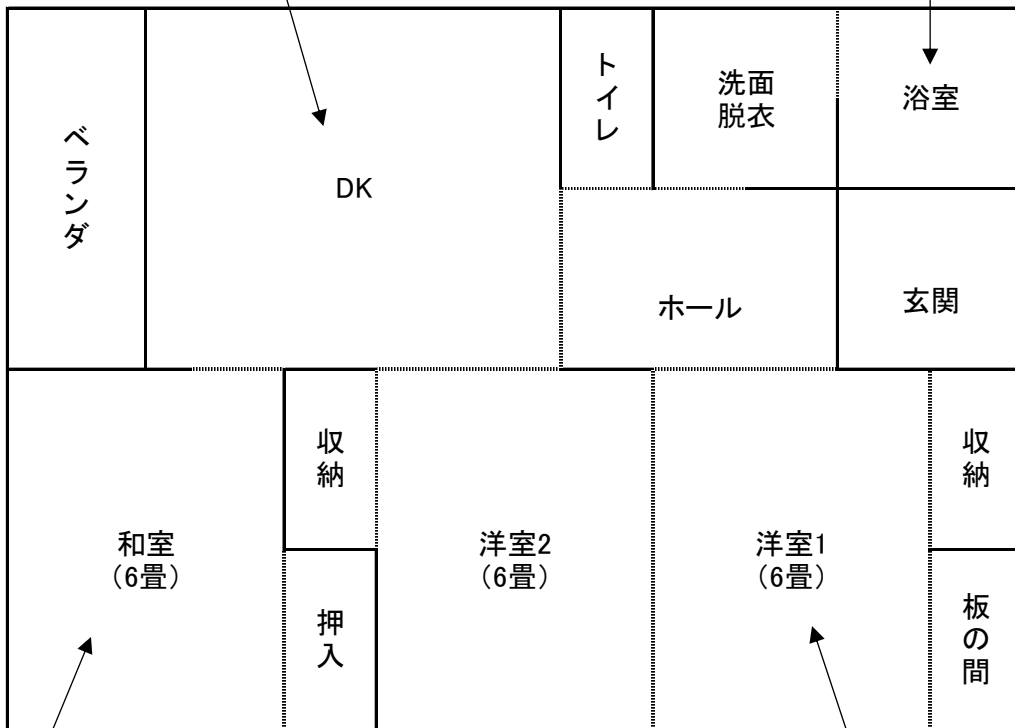 ベランダ
DK
トイレ
洗面
脱衣
浴室
ホール
玄関
和室
（6畳）
収納
押入
洋室2
（6畳）
洋室1
（6畳）
収納
板の間